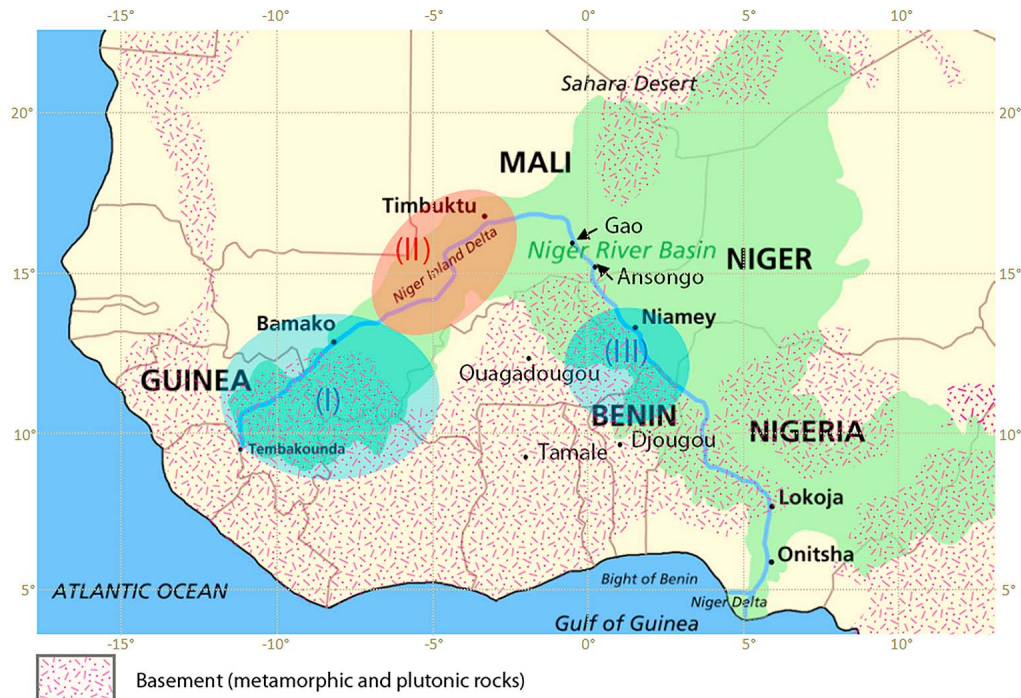 -15° -10° -5° 0° 5° 10°
Sahara Desert
20° 20°
MALI
Timbuktu
Gao
(II)
Niger River Basin
NIGER
Niger Inland Delta
15° 15°
Ansongo
Bamako
Niamey
(III)
GUINEA
Ouagadougou
(I)
BENIN
10° NIGERIA 10°
Djougou
Tembakounda
Tamale
Lokoja
Onitsha
5° 5°
ATLANTIC OCEAN
Bight of Benin
Niger Delta
Gulf of Guinea
-15° -10° -5° 0° 5° 10°
Basement (metamorphic and plutonic rocks)